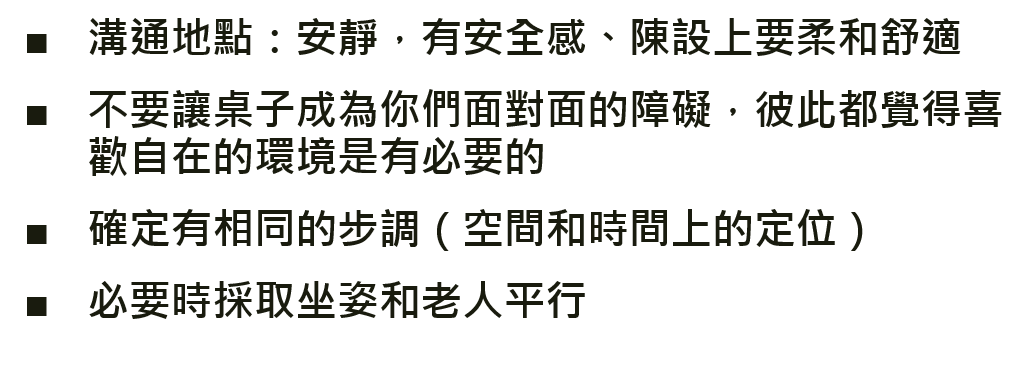 ■ 溝通地點：安靜，有安全感、陳設上要柔和舒適
■ 不要讓桌子成為你們面對面的障礙，彼此都覺得喜
歡自在的環境是有必要的
■ 確定有相同的步調（空間和時間上的定位）
■ 必要時採取坐姿和老人平行